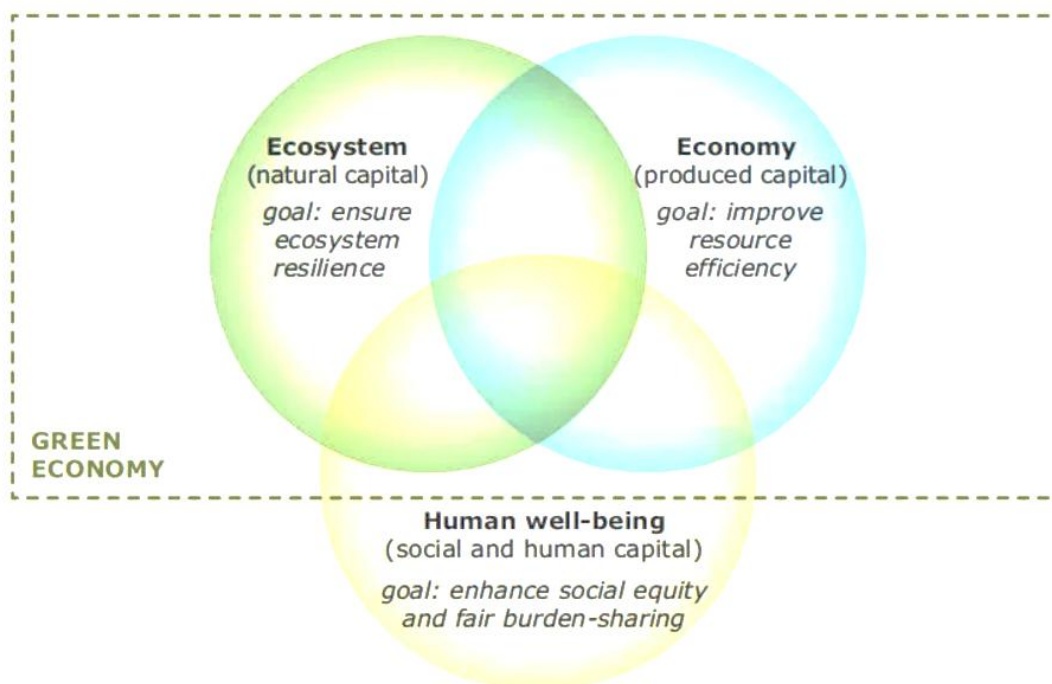 Ecosystem
(natural capital)
goal: ensure
ecosystem
resilience
Economy
(produced capital)
goal: improve
resource
efficiency
GREEN
ECONOMY
Human well-being
(social and human capital)
goal: enhance social equity
and fair burden-sharing